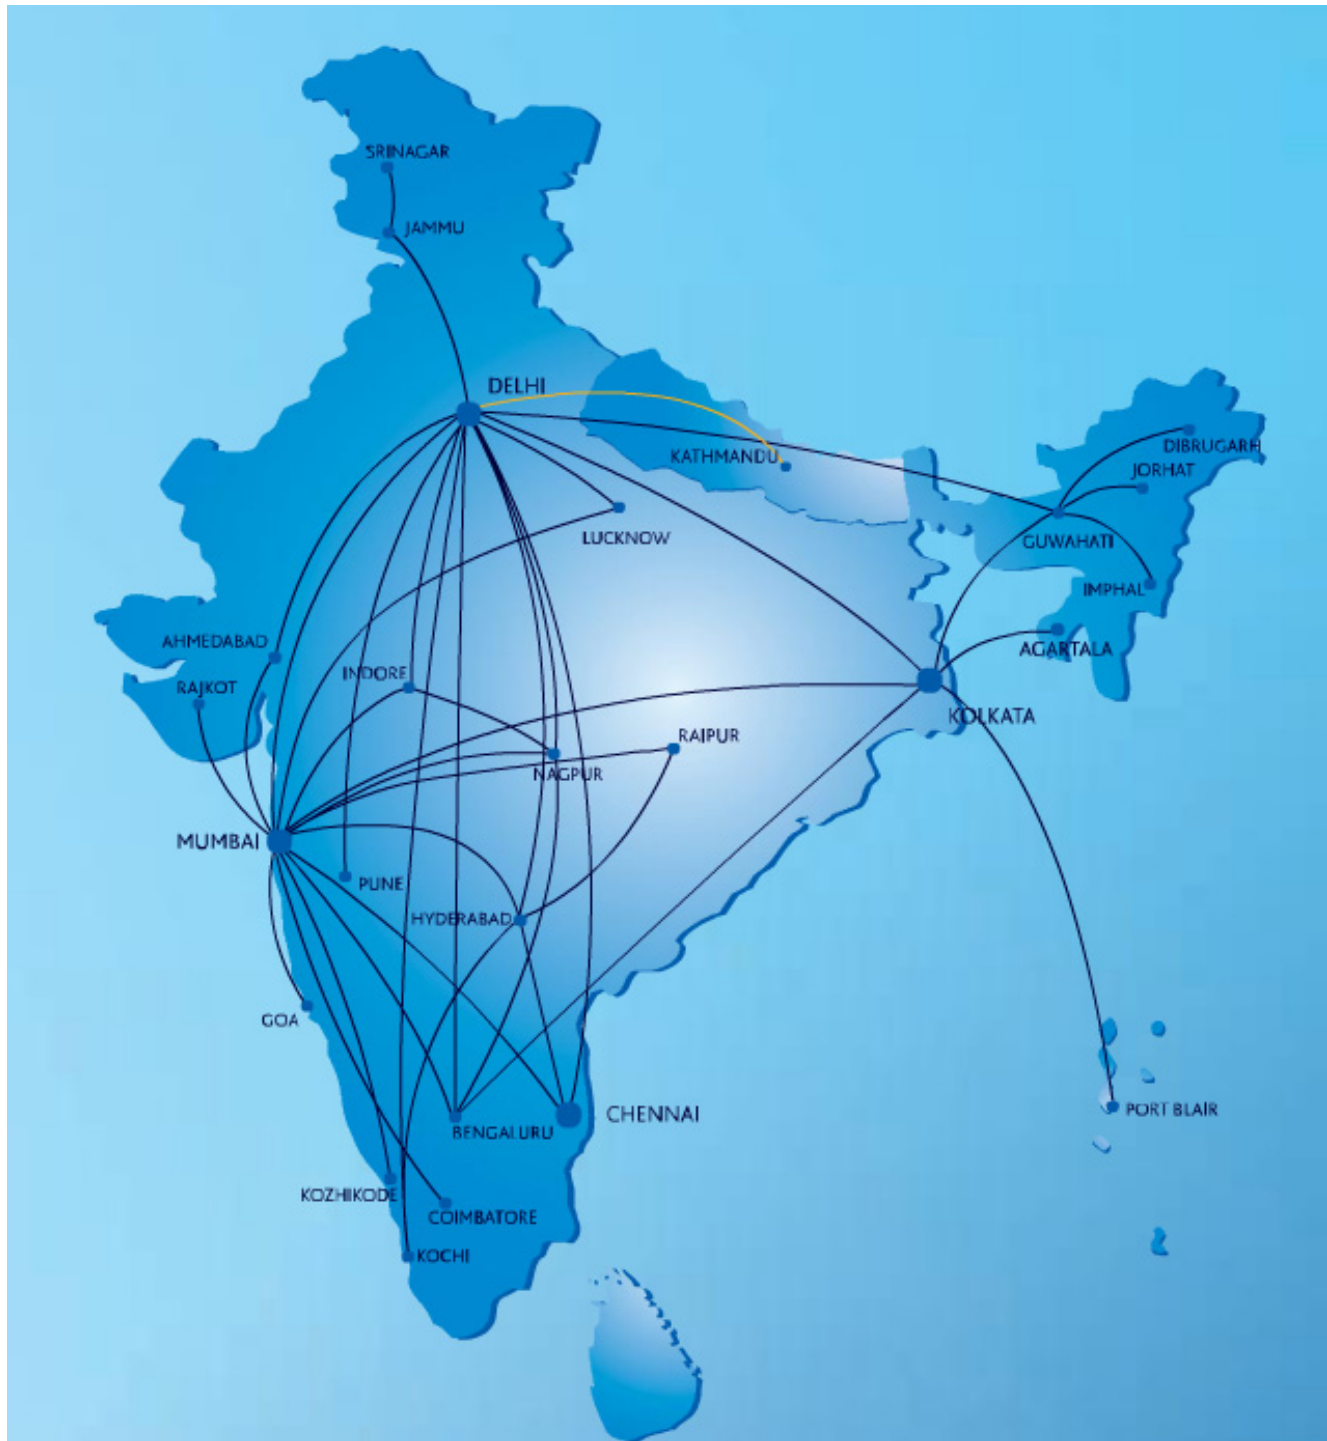 SRINAGAR
JAMMU
DELHI
KATHMANDU
DIBRUGARH
JORHAT
LUCKNOW
GUWAHATI
IMPHAL
AHMEDABAD
AGARTALA
INDORE
RAJKOT
KOLKATA
RAIPUR
NAGPUR
MUMBAI
PUNE
HYDERABAD
GOA
PORT BLAIR
CHENNAI
BENGALURU
KOZHIKODE
COIMBATORE
KOCHI